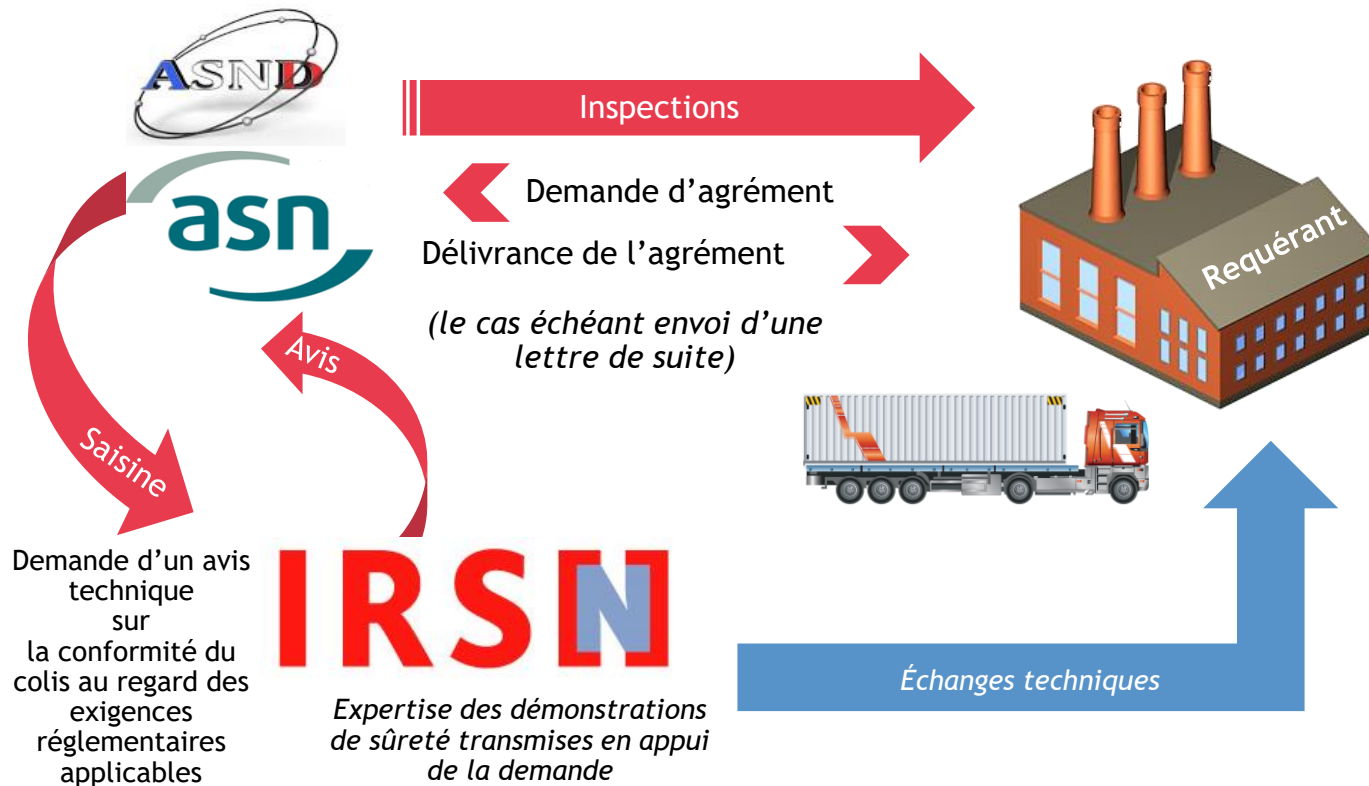 ASND
Inspections
asn
Demande d’agrément
Délivrance de l’agrément
(le cas échéant envoi d’une
lettre de suite)
Requérant
Avis
Saisine
Demande d’un avis
technique
sur
la conformité du
colis au regard des
exigences
réglementaires
applicables
IRSN
Expertise des démonstrations
de sûreté transmises en appui
de la demande
Échanges techniques